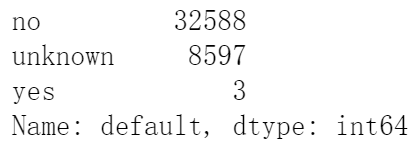 no 32588
unknown 8597
yes 3
Name: default, dtype: int64